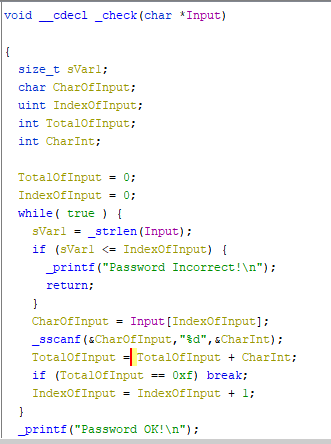 void __cdecl _check(char *Input)
{
size_t sVar1;
char CharOfInput;
uint IndexOfInput;
int TotalOfInput;
int CharInt;
TotalOfInput = 0;
IndexOfInput = 0;
while( true ) {
sVar1 = _strlen(Input);
if (sVar1 <= IndexOfInput) {
_printf("Password Incorrect!\n");
return;
}
CharOfInput = Input[IndexOfInput];
_sscanf(&CharOfInput,"%d",&CharInt);
TotalOfInput = TotalOfInput + CharInt;
if (TotalOfInput == 0xf) break;
IndexOfInput = IndexOfInput + 1;
}
_printf("Password OK!\n");